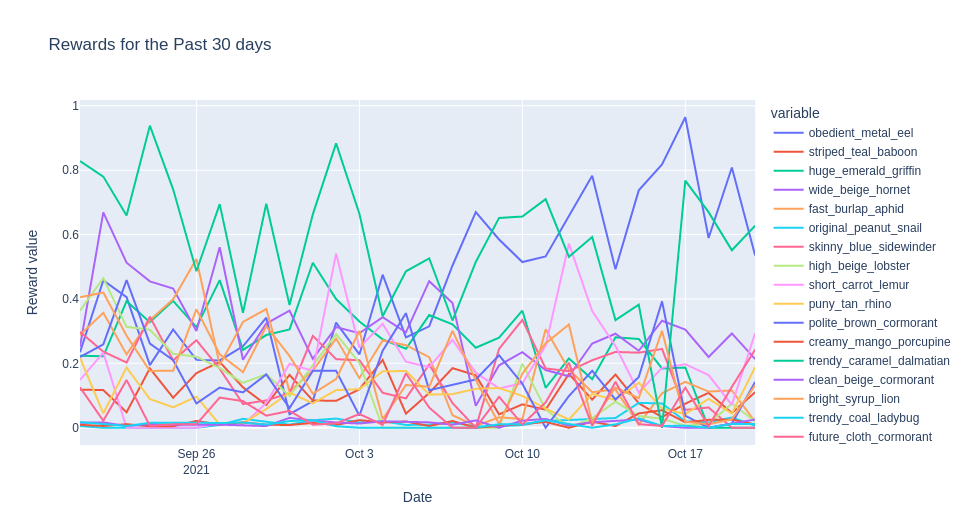 Rewards for the Past 30 days
variable
obedient_metal_eel
striped_teal_baboon
huge_emerald_griffin
wide_beige_hornet
fast_burlap_aphid
original_peanut_snail
skinny_blue_sidewinder
high_beige_lobster
short_carrot_lemur
puny_tan_rhino
polite_brown_cormorant
creamy_mango_porcupine
trendy_caramel_dalmatian
clean_beige_cormorant
bright_syrup_lion
trendy_coal_ladybug
future_cloth_cormorant
Reward value
1
0.8
0.6
0.4
0.2
0
Sep 26
2021
Oct 3
Oct 10
Oct 17
Date